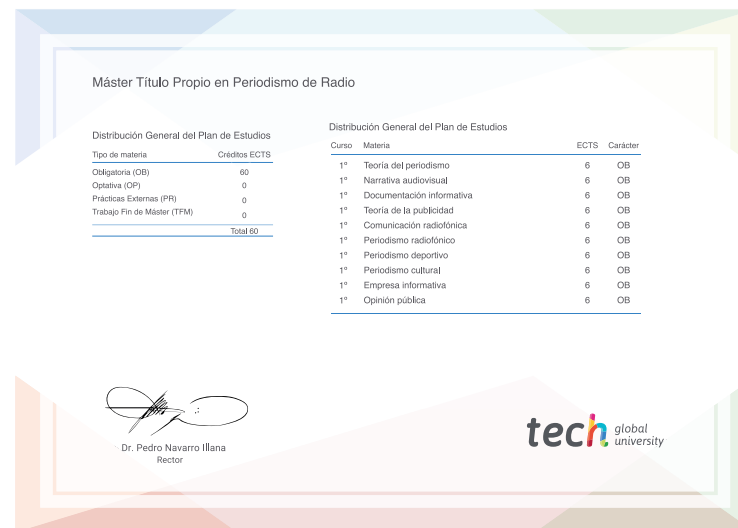 Máster Título Propio en Periodismo de Radio
Distribución General del Plan de Estudios
Tipo de materia Créditos ECTS
Obligatoria (OB) 60
Optativa (OP) 0
Prácticas Externas (PR) 0
Trabajo Fin de Máster (TFM) 0
Total 60
Distribución General del Plan de Estudios
Curso Materia ECTS Carácter
1º Teoría del periodismo 6 OB
1º Narrativa audiovisual 6 OB
1º Documentación informativa 6 OB
1º Teoría de la publicidad 6 OB
1º Comunicación radiofónica 6 OB
1º Periodismo radiofónico 6 OB
1º Periodismo deportivo 6 OB
1º Periodismo cultural 6 OB
1º Empresa informativa 6 OB
1º Opinión pública 6 OB
Dr. Pedro Navarro Illana
Rector
tech global
university